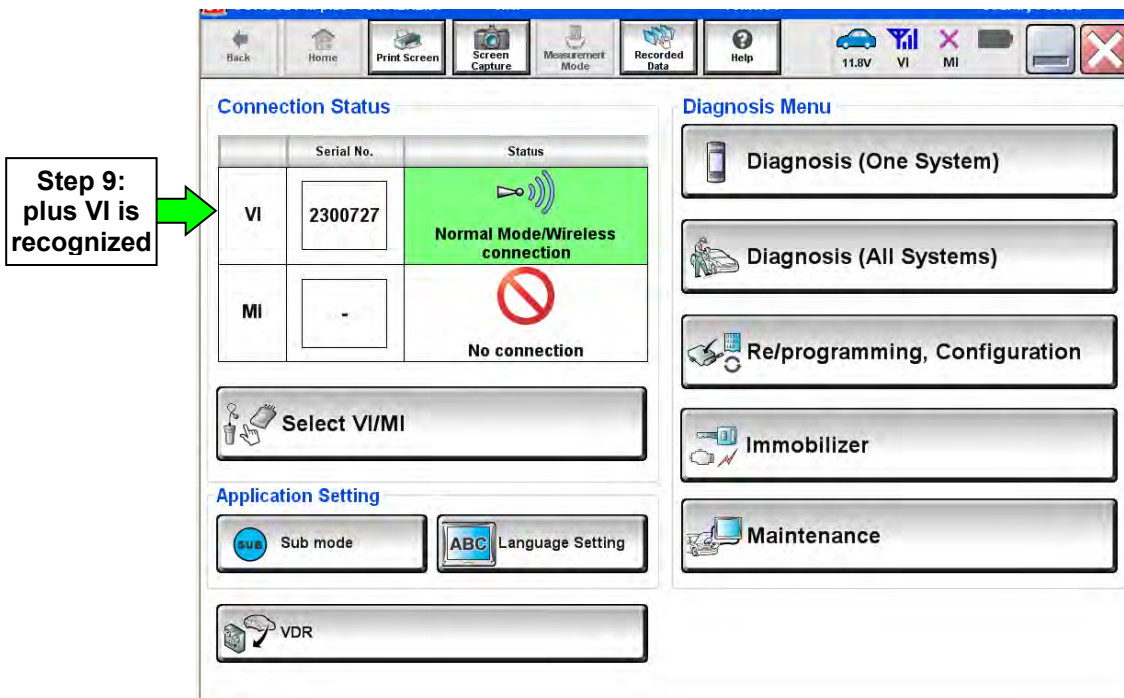 Back
Home
Print Screen
Screen
Capture
Measurement
Mode
Recorded
Data
Help
11.8V
VI
MI
Connection Status
Serial No.
Status
VI
2300727
Normal Mode/Wireless
connection
MI
-
No connection
Select VI/MI
Application Setting
SUB
Sub mode
ABC
Language Setting
VDR
Diagnosis Menu
Diagnosis (One System)
Diagnosis (All Systems)
Re/programming, Configuration
Immobilizer
Maintenance
Step 9:
plus VI is
recognized